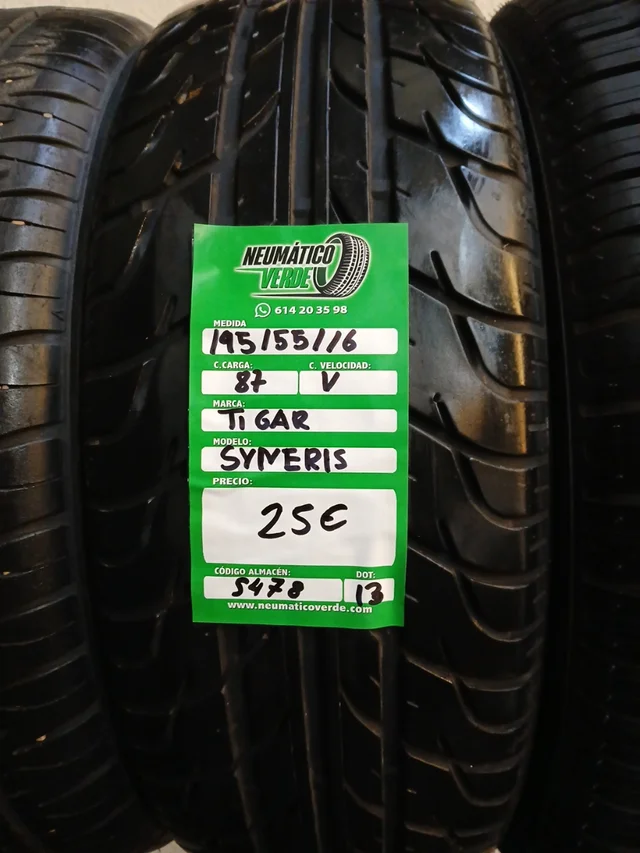 NEUMÁTICO
VERDE
614 20 35 98
MEDIDA
195/55/16
C.CARGA: C. VELOCIDAD:
87 V
MARCA:
TiGAR
MODELO:
SYNERIS
PRECIO:
25€
CÓDIGO ALMACÉN: DOT:
S478 13
www.neumaticoverde.com